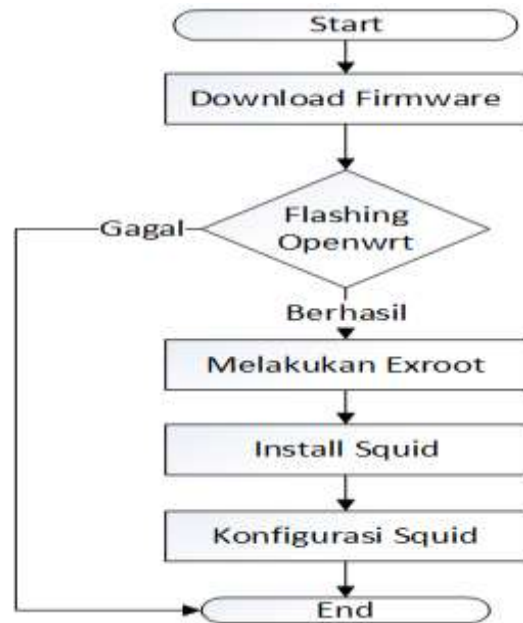 Start
Download Firmware
Flashing
Openwrt
Gagal
Berhasil
Melakukan Exroot
Install Squid
Konfigurasi Squid
End